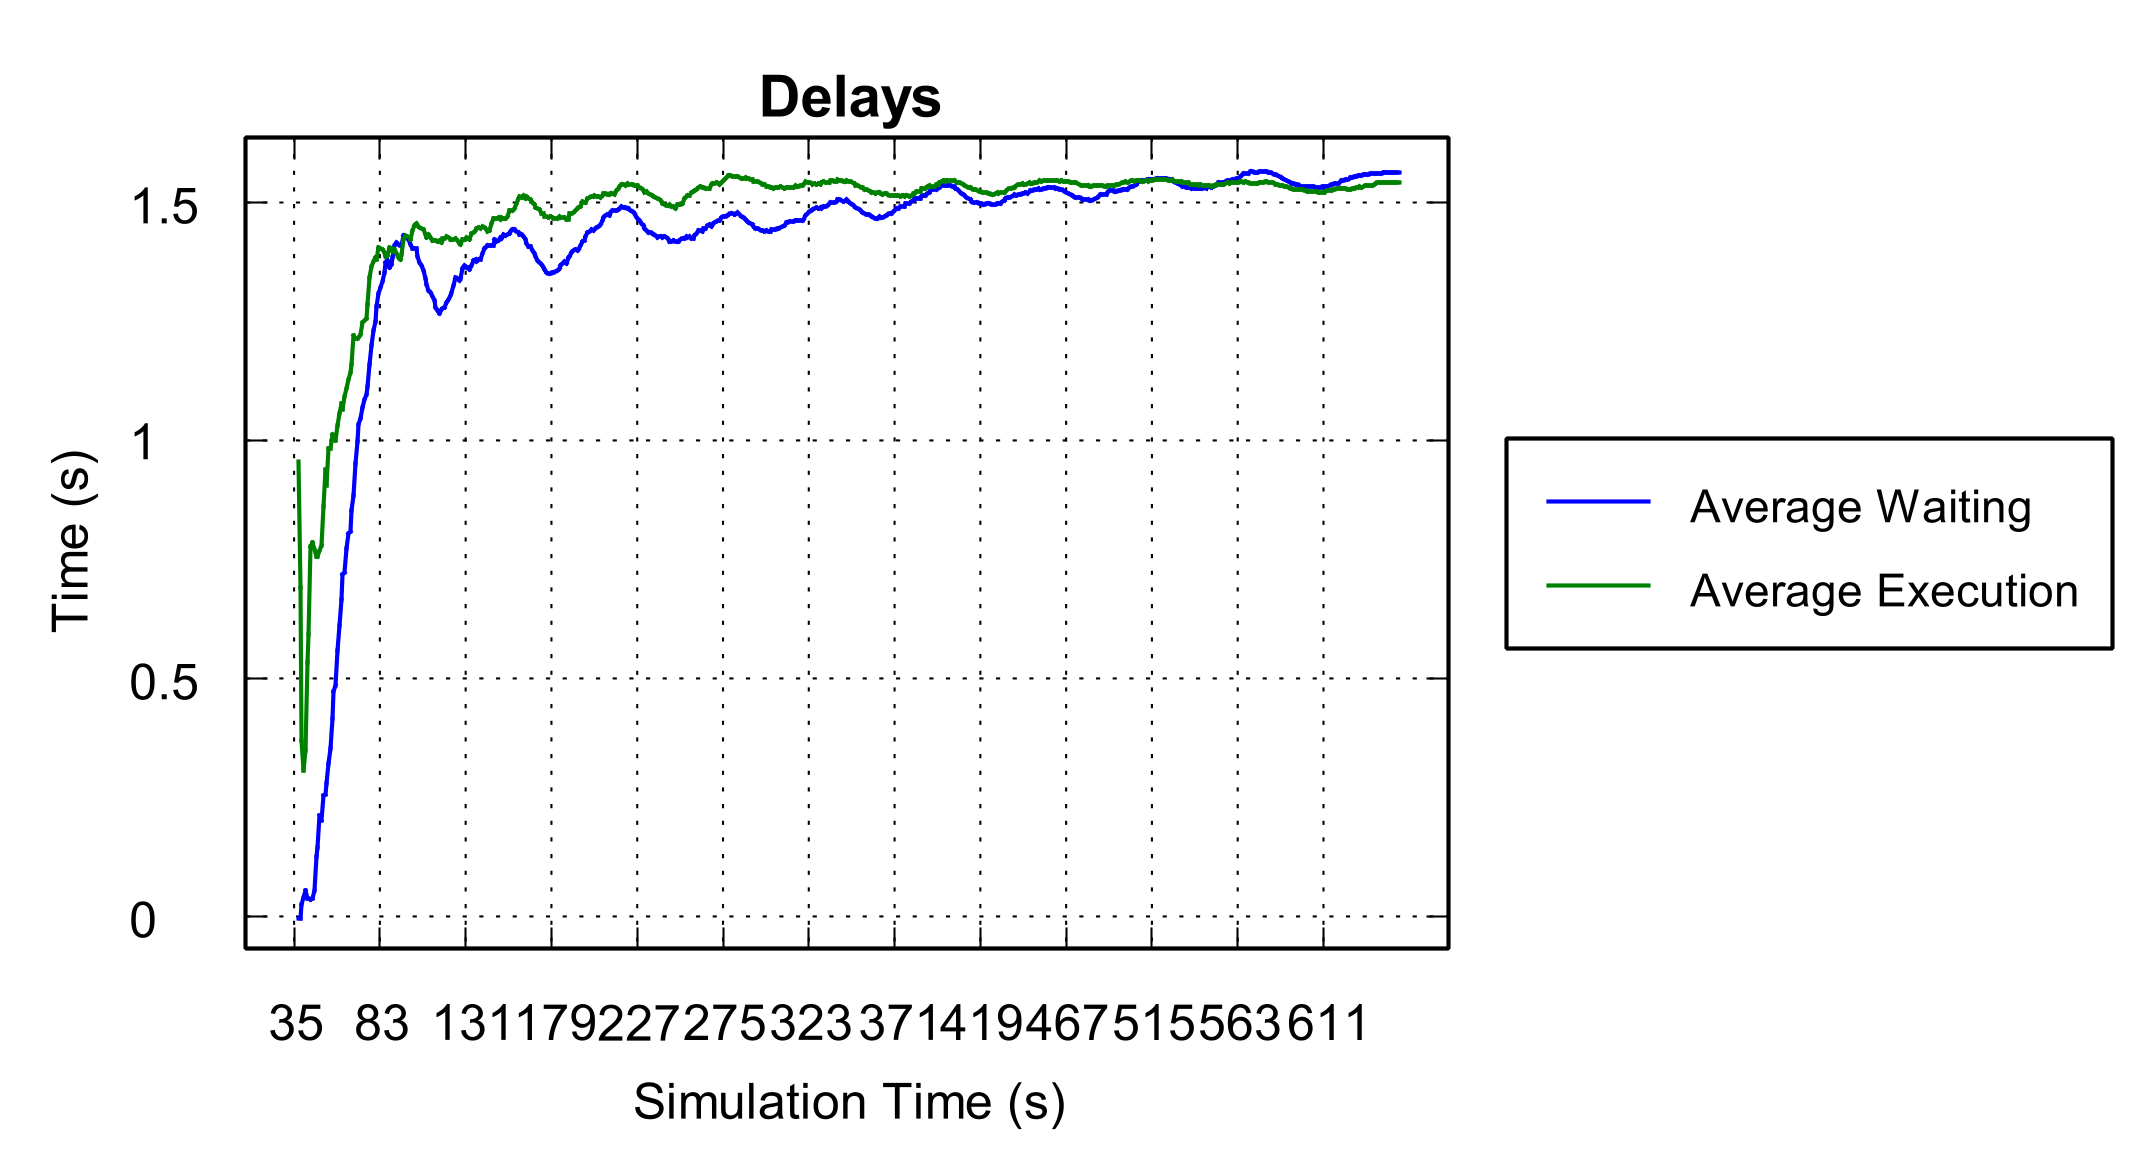 Delays
1.5
1
0.5
0
Time (s)
35 83 131 179 227 275 323 371 419 467 515 563 611
Simulation Time (s)
Average Waiting
Average Execution